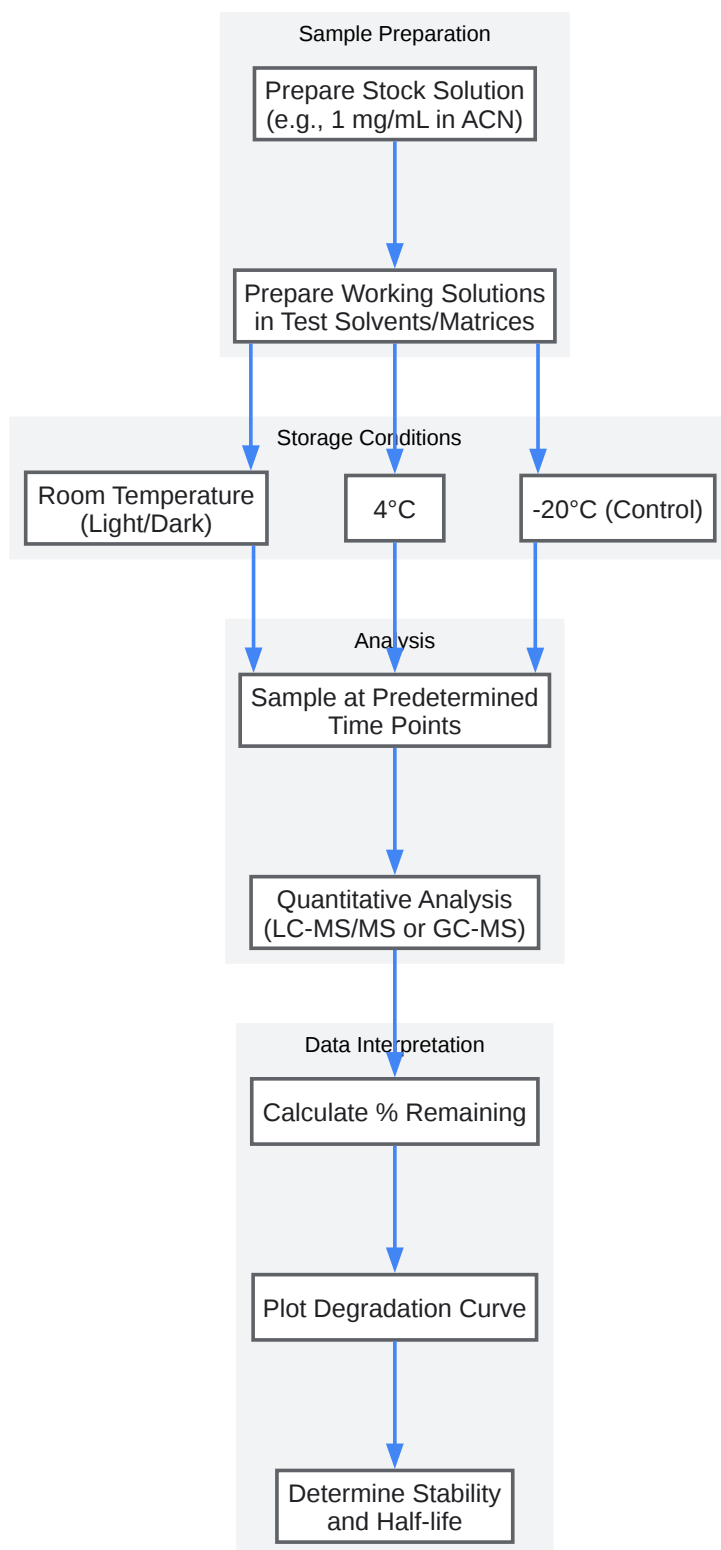 Sample Preparation
Prepare Stock Solution
(e.g., 1 mg/mL in ACN)
Prepare Working Solutions
in Test Solvents/Matrices
Storage Conditions
Room Temperature
(Light/Dark)
4°C
-20°C (Control)
Analysis
Sample at Predetermined
Time Points
Quantitative Analysis
(LC-MS/MS or GC-MS)
Data Interpretation
Calculate % Remaining
Plot Degradation Curve
Determine Stability
and Half-life